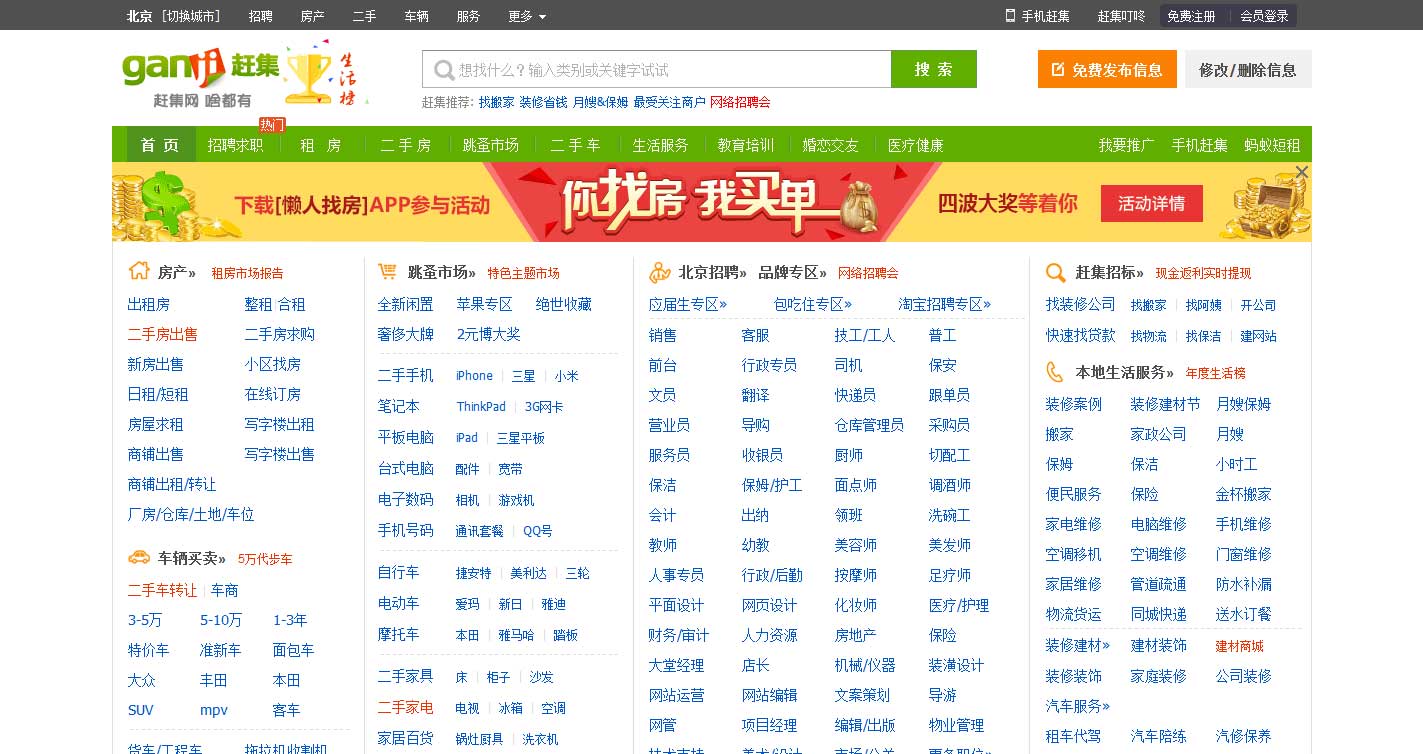 北京 [切换城市] 招聘 房产 二手 车辆 服务 更多 手机赶集 赶集叮咚 免费注册 会员登录
ganji 赶集 生活榜
赶集网 啥都有
想找什么？输入类别或关键字试试 搜 索 免费发布信息 修改/删除信息
赶集推荐: 找搬家 装修省钱 月嫂&保姆 最受关注商户 网络招聘会
热门
首 页 招聘求职 租 房 二 手 房 跳蚤市场 二 手 车 生活服务 教育培训 婚恋交友 医疗健康 我要推广 手机赶集 蚂蚁短租
下载[懒人找房]APP参与活动 你找房 我买单 四波大奖等着你 活动详情
房产» 租房市场报告
出租房 整租 合租
二手房出售 二手房求购
新房出售 小区找房
日租/短租 在线订房
房屋求租 写字楼出租
商铺出售 写字楼出售
商铺出租/转让
厂房/仓库/土地/车位
车辆买卖» 5万代步车
二手车转让 车商
3-5万 5-10万 1-3年
特价车 准新车 面包车
大众 丰田 本田
SUV mpv 客车
货车/工程车 拖拉机收割机
跳蚤市场» 特色主题市场
全新闲置 苹果专区 绝世收藏
奢侈大牌 2元博大奖
二手手机 iPhone 三星 小米
笔记本 ThinkPad 3G网卡
平板电脑 iPad 三星平板
台式电脑 配件 宽带
电子数码 相机 游戏机
手机号码 通讯套餐 QQ号
自行车 捷安特 美利达 三轮
电动车 爱玛 新日 雅迪
摩托车 本田 雅马哈 踏板
二手家具 床 柜子 沙发
二手家电 电视 冰箱 空调
家居百货 锅灶厨具 洗衣机
北京招聘» 品牌专区» 网络招聘会
应届生专区» 包吃住专区» 淘宝招聘专区»
销售 客服 技工/工人 普工
前台 行政专员 司机 保安
文员 翻译 快递员 跟单员
营业员 导购 仓库管理员 采购员
服务员 收银员 厨师 切配工
保洁 保姆/护工 面点师 调酒师
会计 出纳 领班 洗碗工
教师 幼教 美容师 美发师
人事专员 行政/后勤 按摩师 足疗师
平面设计 网页设计 化妆师 医疗/护理
财务/审计 人力资源 房地产 保险
大堂经理 店长 机械/仪器 装潢设计
网站运营 网站编辑 文案策划 导游
网管 项目经理 编辑/出版 物业管理
技术支持 美术/设计 市场/公关 更多职位»
赶集招标» 现金返利实时提现
找装修公司 找搬家 找阿姨 开公司
快速找贷款 找物流 找保洁 建网站
本地生活服务» 年度生活榜
装修案例 装修建材节 月嫂保姆
搬家 家政公司 月嫂
保姆 保洁 小时工
便民服务 保险 金杯搬家
家电维修 电脑维修 手机维修
空调移机 空调维修 门窗维修
家居维修 管道疏通 防水补漏
物流货运 同城快递 送水订餐
装修建材» 建材装饰 建材商城
装修装饰 家庭装修 公司装修
汽车服务»
租车代驾 汽车陪练 汽修保养